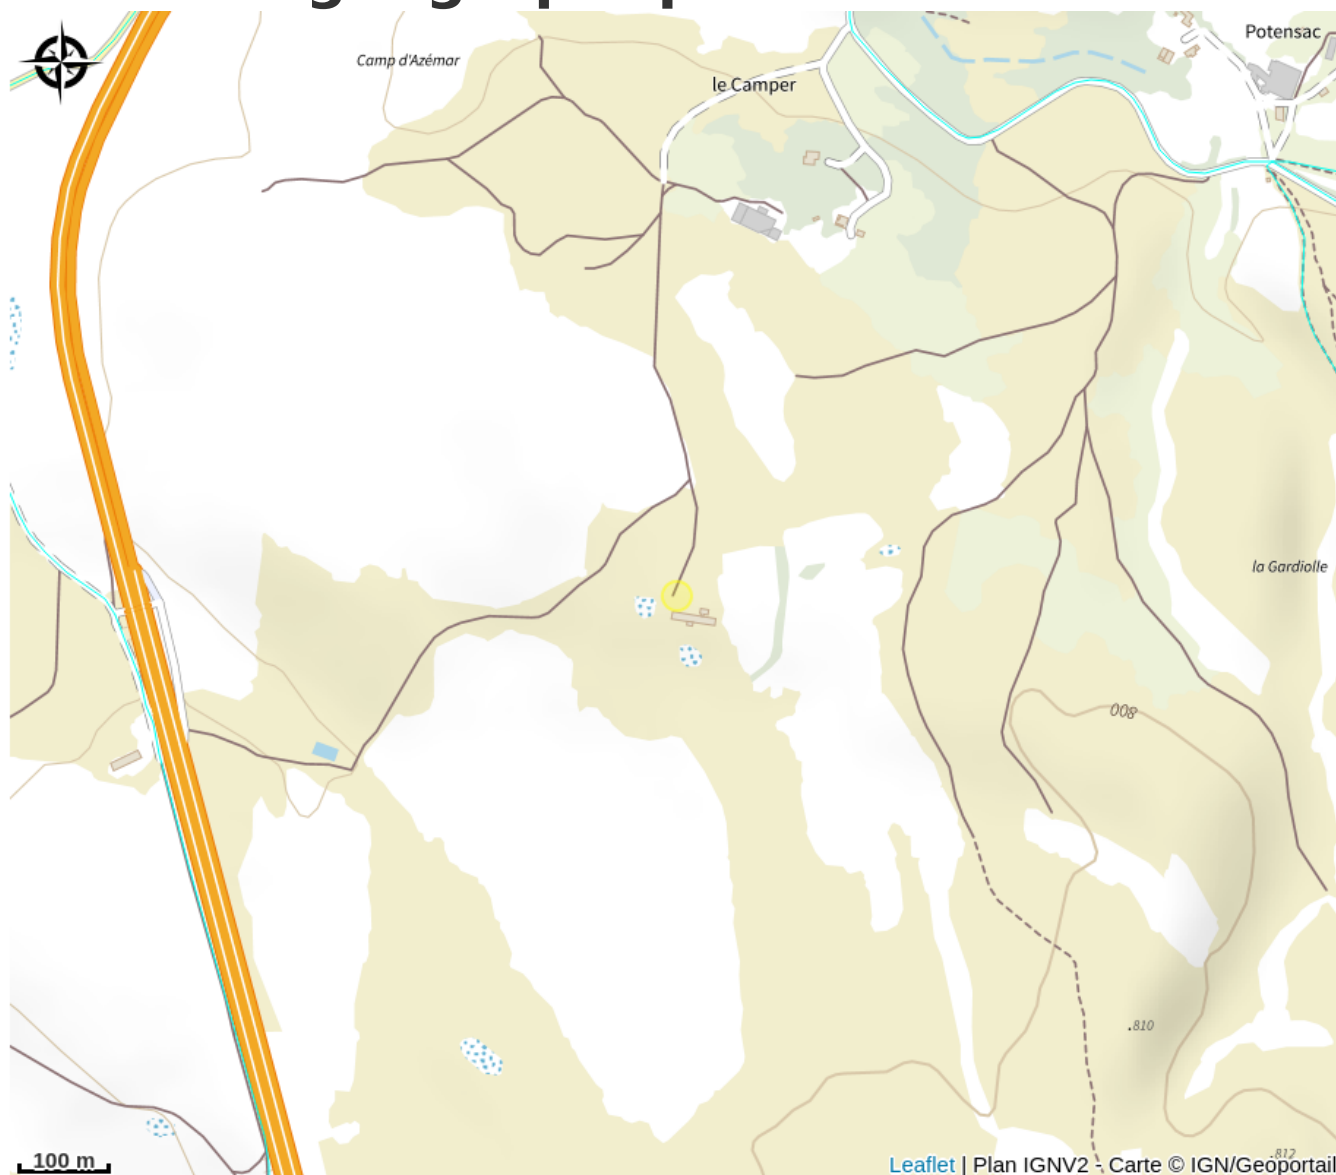 Potensac
Camp d'Azémar
le Camper
la Gardiolle
800
.810
100 m
.812
Leaflet | Plan IGNV2 - Carte © IGN/Geoportail